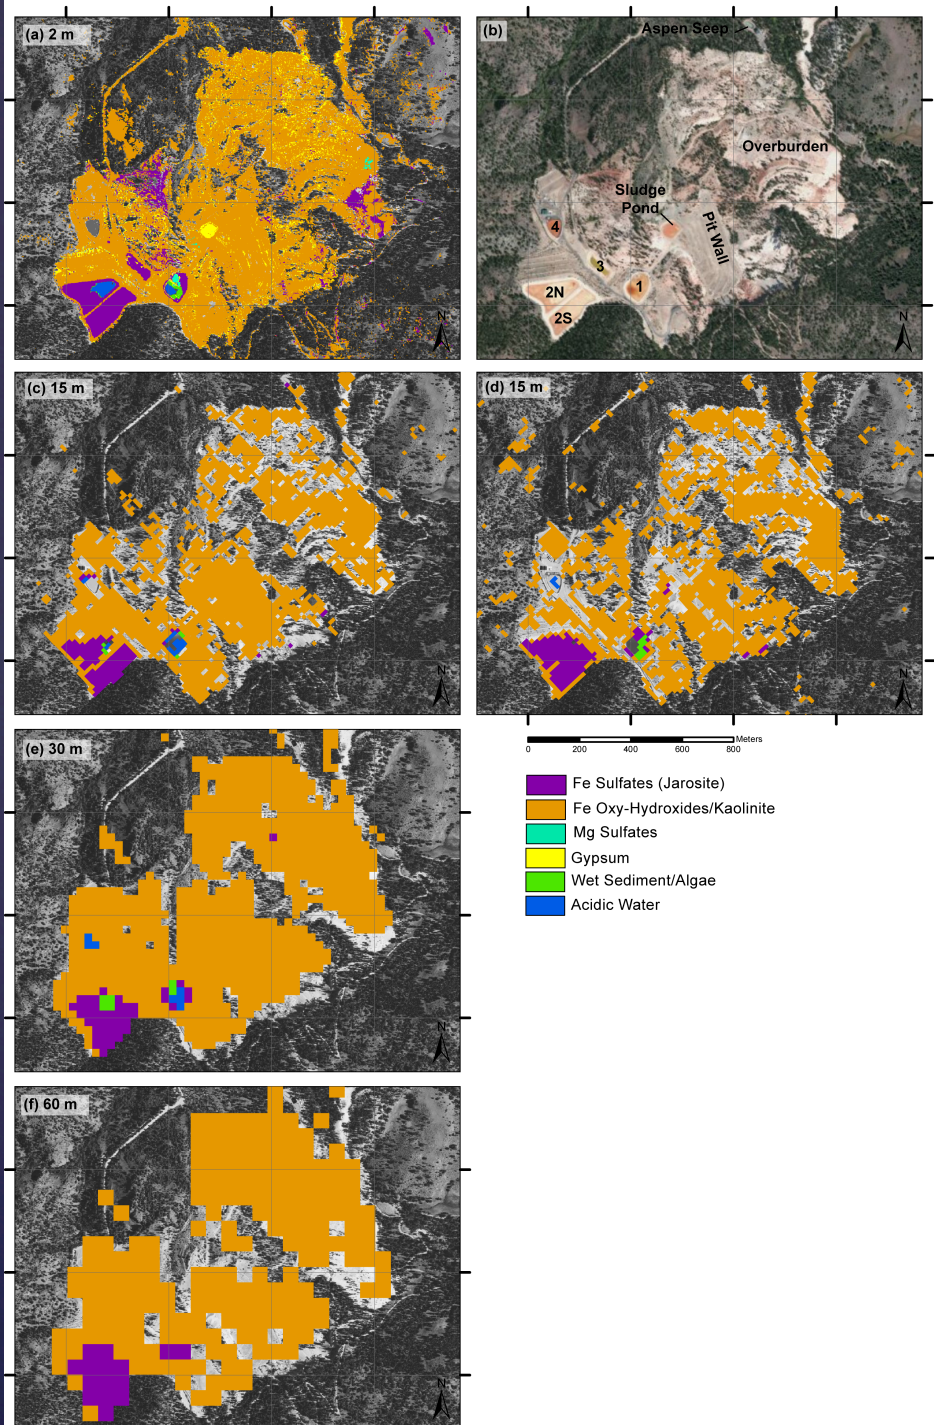 (a) 2 m
(b)
Aspen Seep
Overburden
Sludge
Pond
Pit Wall
4
3
1
2N
2S
N
N
(c) 15 m
(d) 15 m
N
N
(e) 30 m
0 200 400 600 800 Meters
Fe Sulfates (Jarosite)
Fe Oxy-Hydroxides/Kaolinite
Mg Sulfates
Gypsum
Wet Sediment/Algae
Acidic Water
N
(f) 60 m
N